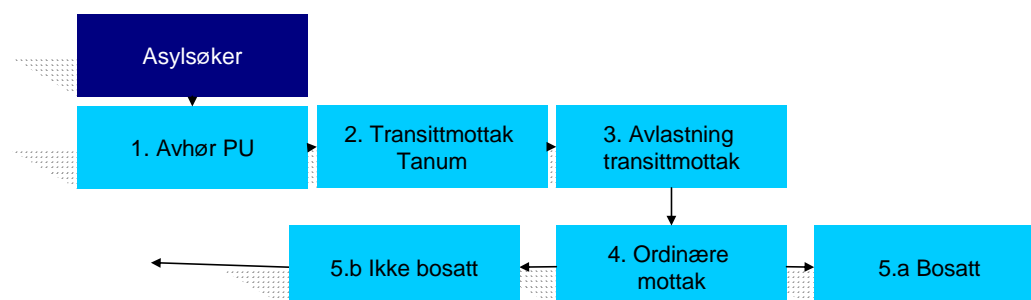 Asylsøker
1. Avhør PU
2. Transittmottak
Tanum
3. Avlastning
transittmottak
5.b Ikke bosatt
4. Ordinære
mottak
5.a Bosatt